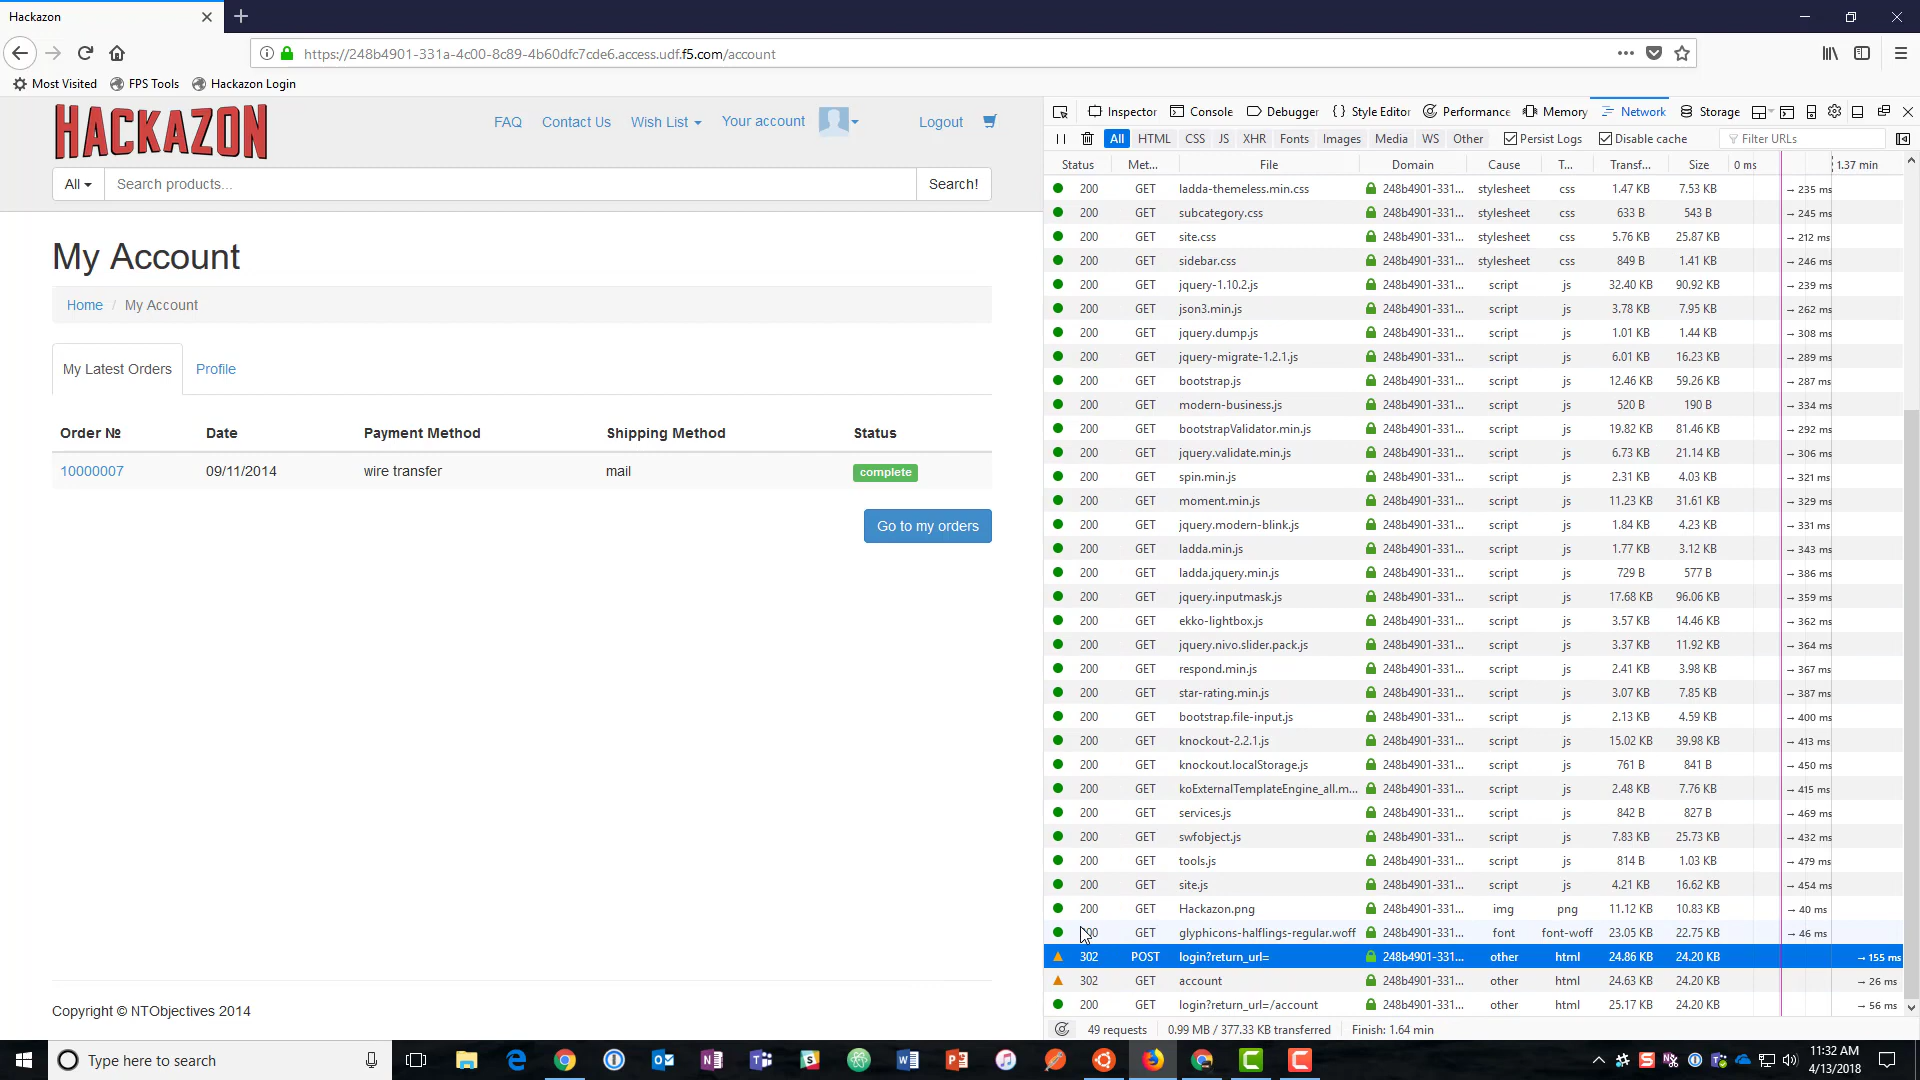 Hackazon
https://248b4901-331a-4c00-8c89-4b60dfc7cde6.access.udf.f5.com/account
Most Visited FPS Tools Hackazon Login
HACKAZON
FAQ Contact Us Wish List Your account Logout
All Search products... Search!
My Account
Home / My Account
My Latest Orders Profile
Order № Date Payment Method Shipping Method Status
10000007 09/11/2014 wire transfer mail complete
Go to my orders
Copyright © NTObjectives 2014
Inspector Console Debugger Style Editor Performance Memory Network Storage
All HTML CSS JS XHR Fonts Images Media WS Other Persist Logs Disable cache Filter URLs
Status Met... File Domain Cause T... Transf... Size 0 ms 1.37 min
200 GET ladda-themeless.min.css 248b4901-331... stylesheet css 1.47 KB 7.53 KB → 235 ms
200 GET subcategory.css 248b4901-331... stylesheet css 633 B 543 B → 245 ms
200 GET site.css 248b4901-331... stylesheet css 5.76 KB 25.87 KB → 212 ms
200 GET sidebar.css 248b4901-331... stylesheet css 849 B 1.41 KB → 246 ms
200 GET jquery-1.10.2.js 248b4901-331... script js 32.40 KB 90.92 KB → 239 ms
200 GET json3.min.js 248b4901-331... script js 3.78 KB 7.95 KB → 262 ms
200 GET jquery.dump.js 248b4901-331... script js 1.01 KB 1.44 KB → 308 ms
200 GET jquery-migrate-1.2.1.js 248b4901-331... script js 6.01 KB 16.23 KB → 289 ms
200 GET bootstrap.js 248b4901-331... script js 12.46 KB 59.26 KB → 287 ms
200 GET modern-business.js 248b4901-331... script js 520 B 190 B → 334 ms
200 GET bootstrapValidator.min.js 248b4901-331... script js 19.82 KB 81.46 KB → 292 ms
200 GET jquery.validate.min.js 248b4901-331... script js 6.73 KB 21.14 KB → 306 ms
200 GET spin.min.js 248b4901-331... script js 2.31 KB 4.03 KB → 321 ms
200 GET moment.min.js 248b4901-331... script js 11.23 KB 31.61 KB → 329 ms
200 GET jquery.modern-blink.js 248b4901-331... script js 1.84 KB 4.23 KB → 331 ms
200 GET ladda.min.js 248b4901-331... script js 1.77 KB 3.12 KB → 343 ms
200 GET ladda.jquery.min.js 248b4901-331... script js 729 B 577 B → 386 ms
200 GET jquery.inputmask.js 248b4901-331... script js 17.68 KB 96.06 KB → 359 ms
200 GET ekko-lightbox.js 248b4901-331... script js 3.57 KB 14.46 KB → 362 ms
200 GET jquery.nivo.slider.pack.js 248b4901-331... script js 3.37 KB 11.92 KB → 364 ms
200 GET respond.min.js 248b4901-331... script js 2.41 KB 3.98 KB → 367 ms
200 GET star-rating.min.js 248b4901-331... script js 3.07 KB 7.85 KB → 387 ms
200 GET bootstrap.file-input.js 248b4901-331... script js 2.13 KB 4.59 KB → 400 ms
200 GET knockout-2.2.1.js 248b4901-331... script js 15.02 KB 39.98 KB → 413 ms
200 GET knockout.localStorage.js 248b4901-331... script js 761 B 841 B → 450 ms
200 GET koExternalTemplateEngine_all.m... 248b4901-331... script js 2.48 KB 7.76 KB → 415 ms
200 GET services.js 248b4901-331... script js 842 B 827 B → 469 ms
200 GET swfobject.js 248b4901-331... script js 7.83 KB 25.73 KB → 432 ms
200 GET tools.js 248b4901-331... script js 814 B 1.03 KB → 479 ms
200 GET site.js 248b4901-331... script js 4.21 KB 16.62 KB → 454 ms
200 GET Hackazon.png 248b4901-331... img png 11.12 KB 10.83 KB → 40 ms
200 GET glyphicons-halflings-regular.woff 248b4901-331... font font-woff 23.05 KB 22.75 KB → 46 ms
302 POST login?return_url= 248b4901-331... other html 24.86 KB 24.20 KB → 155 ms
302 GET account 248b4901-331... other html 24.63 KB 24.20 KB → 26 ms
200 GET login?return_url=/account 248b4901-331... other html 25.17 KB 24.20 KB → 56 ms
49 requests 0.99 MB / 377.33 KB transferred Finish: 1.64 min
Type here to search
11:32 AM
4/13/2018